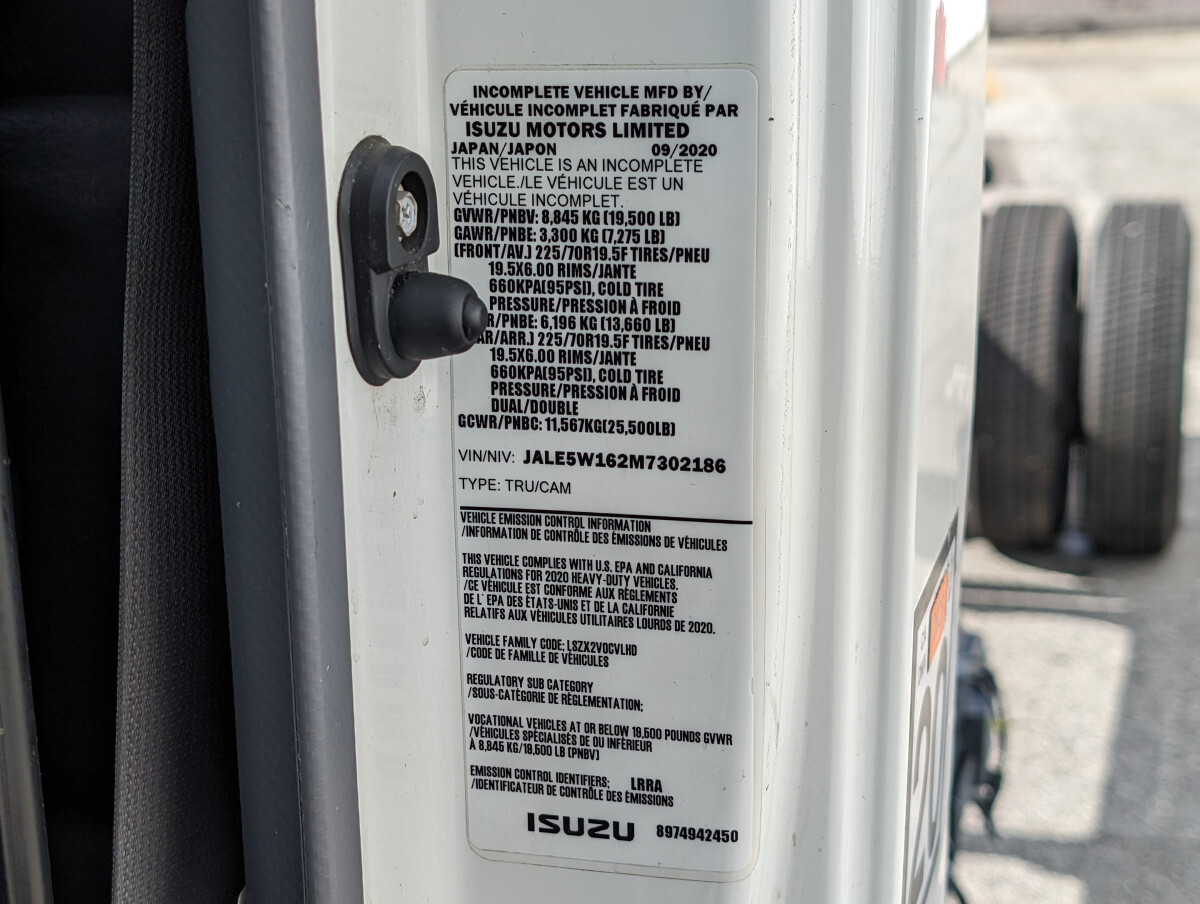 INCOMPLETE VEHICLE MFD BY/
VÉHICULE INCOMPLET FABRIQUÉ PAR
ISUZU MOTORS LIMITED
JAPAN/JAPON 09/2020
THIS VEHICLE IS AN INCOMPLETE
VEHICLE./LE VÉHICULE EST UN
VÉHICULE INCOMPLET.
GVWR/PNBV: 8,845 KG (19,500 LB)
GAWR/PNBE: 3,300 KG (7,275 LB)
(FRONT/AV.) 225/70R19.5F TIRES/PNEU
19.5X6.00 RIMS/JANTE
660KPA(95PSI), COLD TIRE
PRESSURE/PRESSION À FROID
R/PNBE: 6,196 KG (13,660 LB)
AR/ARR.) 225/70R19.5F TIRES/PNEU
19.5X6.00 RIMS/JANTE
660KPA(95PSI), COLD TIRE
PRESSURE/PRESSION À FROID
DUAL/DOUBLE
GCWR/PNBC: 11,567KG(25,500LB)
VIN/NIV: JALE5W162M7302186
TYPE: TRU/CAM
VEHICLE EMISSION CONTROL INFORMATION
/INFORMATION DE CONTRÔLE DES ÉMISSIONS DE VÉHICULES
THIS VEHICLE COMPLIES WITH U.S. EPA AND CALIFORNIA
REGULATIONS FOR 2020 HEAVY-DUTY VEHICLES.
/CE VÉHICULE EST CONFORME AUX RÈGLEMENTS
DE L' EPA DES ÉTATS-UNIS ET DE LA CALIFORNIE
RELATIFS AUX VÉHICULES UTILITAIRES LOURDS DE 2020.
VEHICLE FAMILY CODE: LSZX2VOCVLHD
/CODE DE FAMILLE DE VÉHICULES
REGULATORY SUB CATEGORY
/SOUS-CATÉGORIE DE RÈGLEMENTATION:
VOCATIONAL VEHICLES AT OR BELOW 19,500 POUNDS GVWR
/VÉHICULES SPÉCIALISÉS DE OU INFÉRIEUR
À 8,845 KG/19,500 LB (PNBV)
EMISSION CONTROL IDENTIFIERS: LRRA
/IDENTIFICATEUR DE CONTRÔLE DES ÉMISSIONS
ISUZU 8974942450